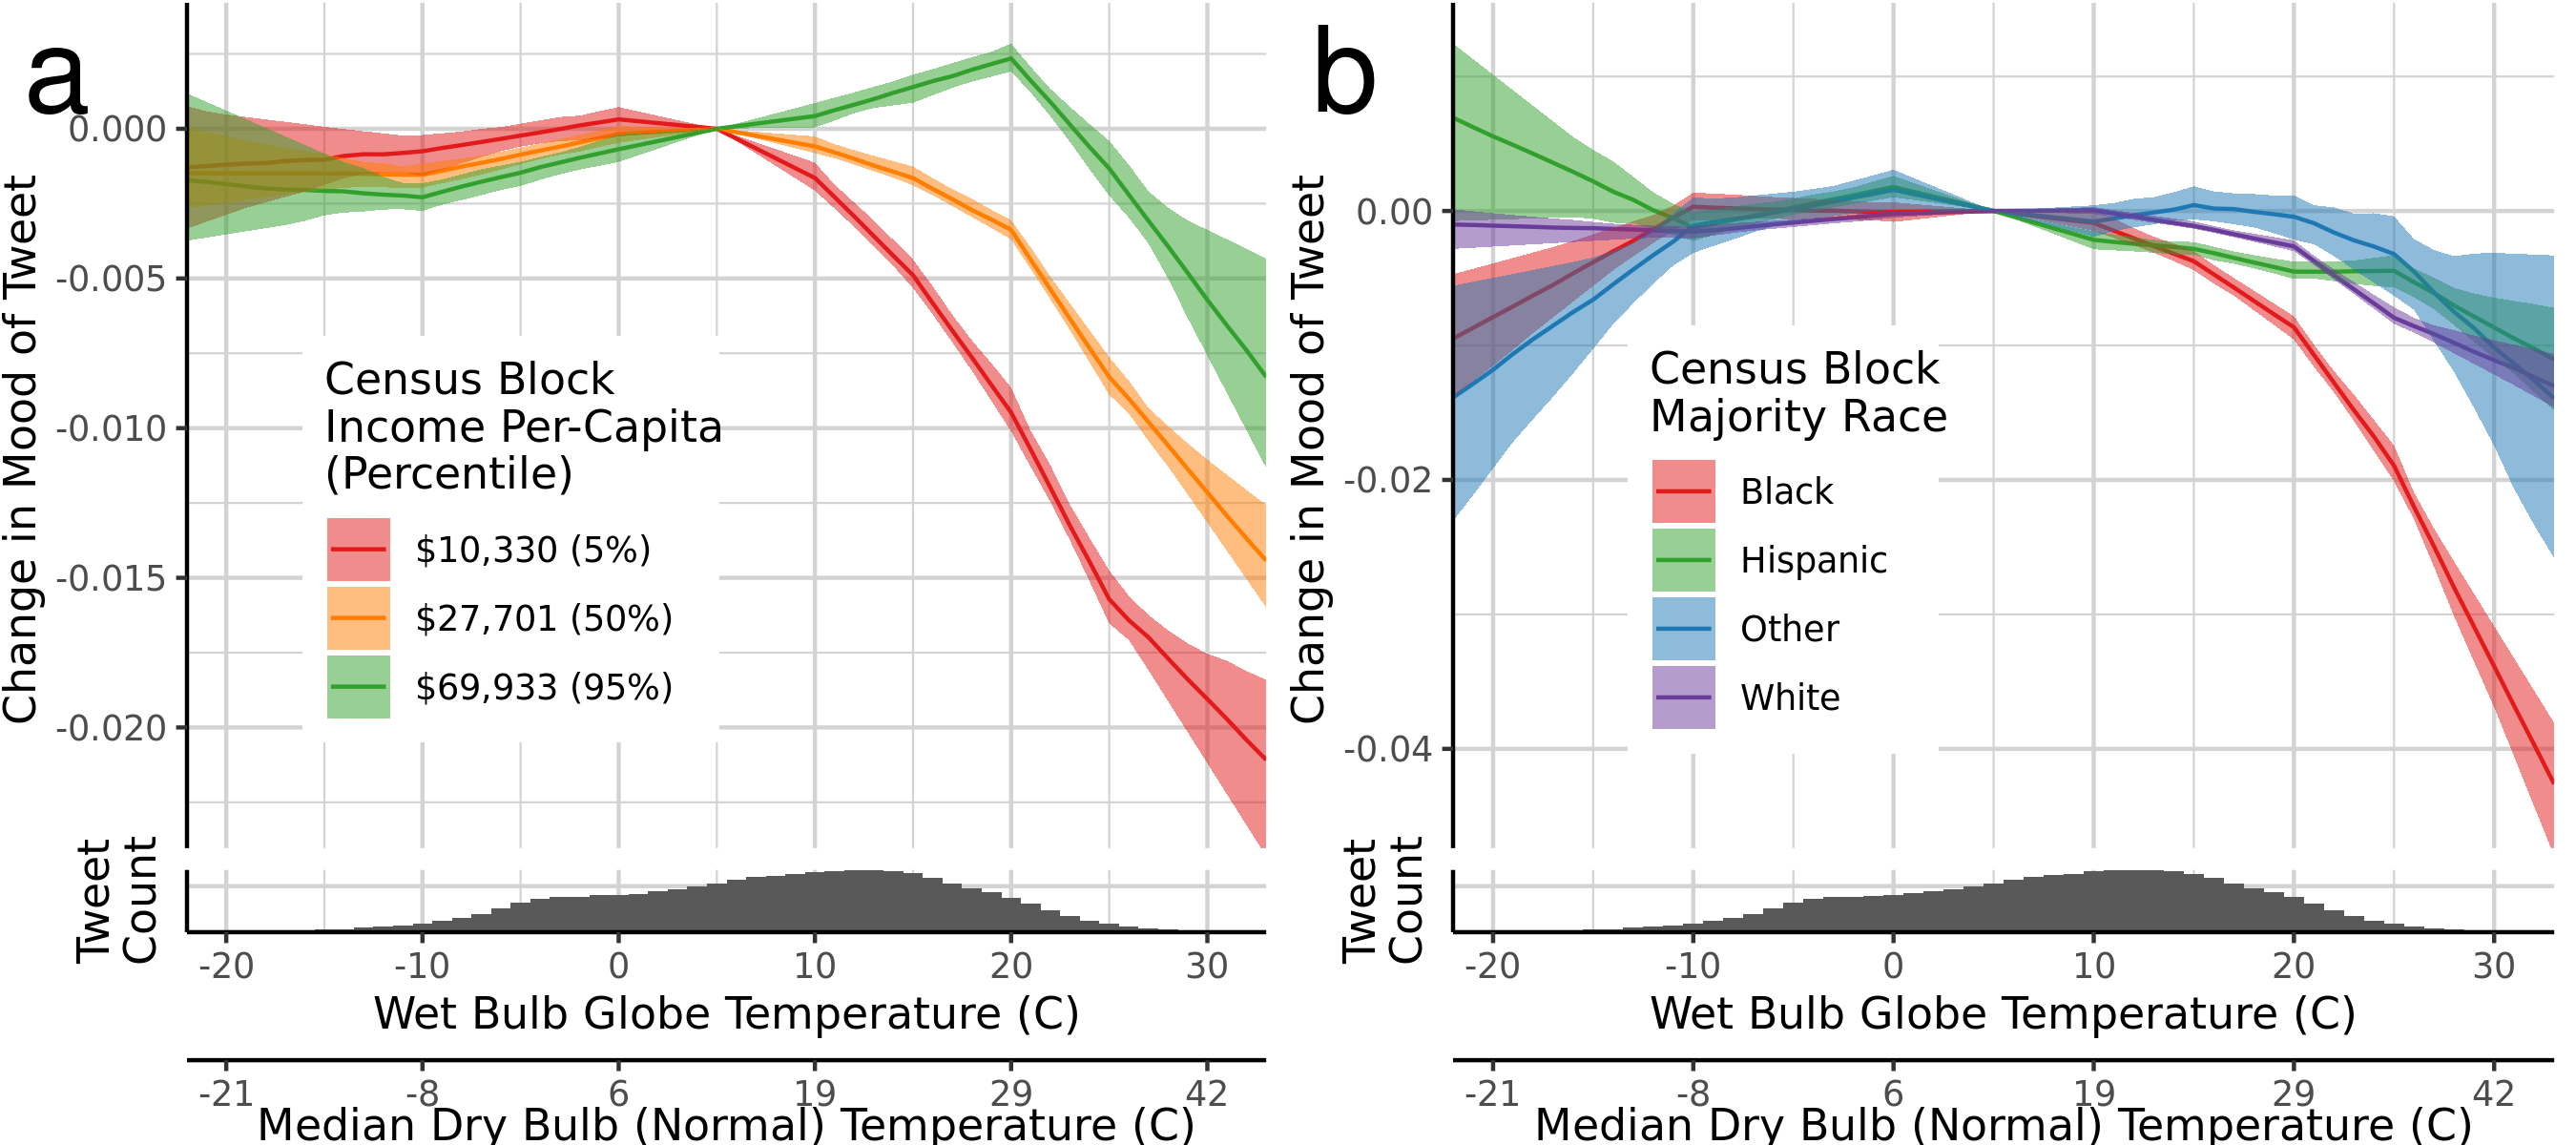 a
Change in Mood of Tweet
0.000
-0.005
-0.010
-0.015
-0.020
Census Block
Income Per-Capita
(Percentile)
$10,330 (5%)
$27,701 (50%)
$69,933 (95%)
Tweet
Count
-20 -10 0 10 20 30
Wet Bulb Globe Temperature (C)
-21 -8 6 19 29 42
Median Dry Bulb (Normal) Temperature (C)
b
Change in Mood of Tweet
0.00
-0.02
-0.04
Census Block
Majority Race
Black
Hispanic
Other
White
Tweet
Count
-20 -10 0 10 20 30
Wet Bulb Globe Temperature (C)
-21 -8 6 19 29 42
Median Dry Bulb (Normal) Temperature (C)